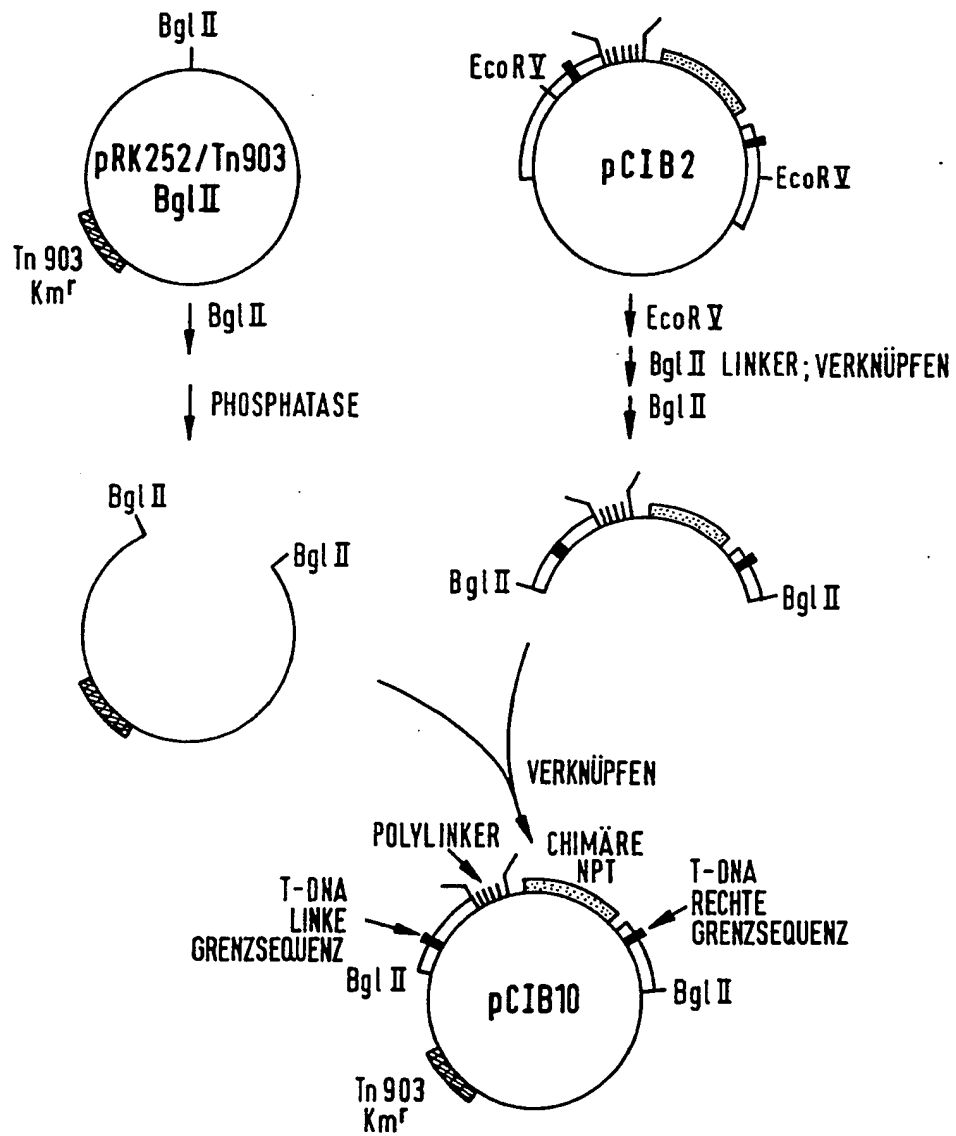 Bgl II
pRK252/Tn903
Bgl II
Tn 903
Kmʳ
Bgl II
PHOSPHATASE
EcoR V
pCIB2
EcoR V
EcoR V
Bgl II LINKER; VERKNÜPFEN
Bgl II
Bgl II
Bgl II
Bgl II
Bgl II
VERKNÜPFEN
POLYLINKER
CHIMÄRE
NPT
T-DNA
LINKE
GRENZSEQUENZ
T-DNA
RECHTE
GRENZSEQUENZ
Bgl II
Bgl II
pCIB10
Tn 903
Kmʳ